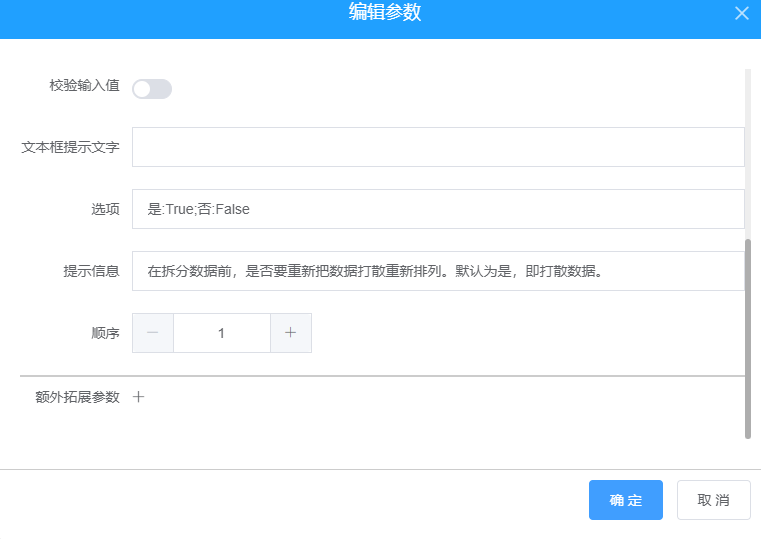 编辑参数
校验输入值
文本框提示文字
选项 是:True;否:False
提示信息 在拆分数据前，是否要重新把数据打散重新排列。默认为是，即打散数据。
顺序 1
额外拓展参数
确定 取消